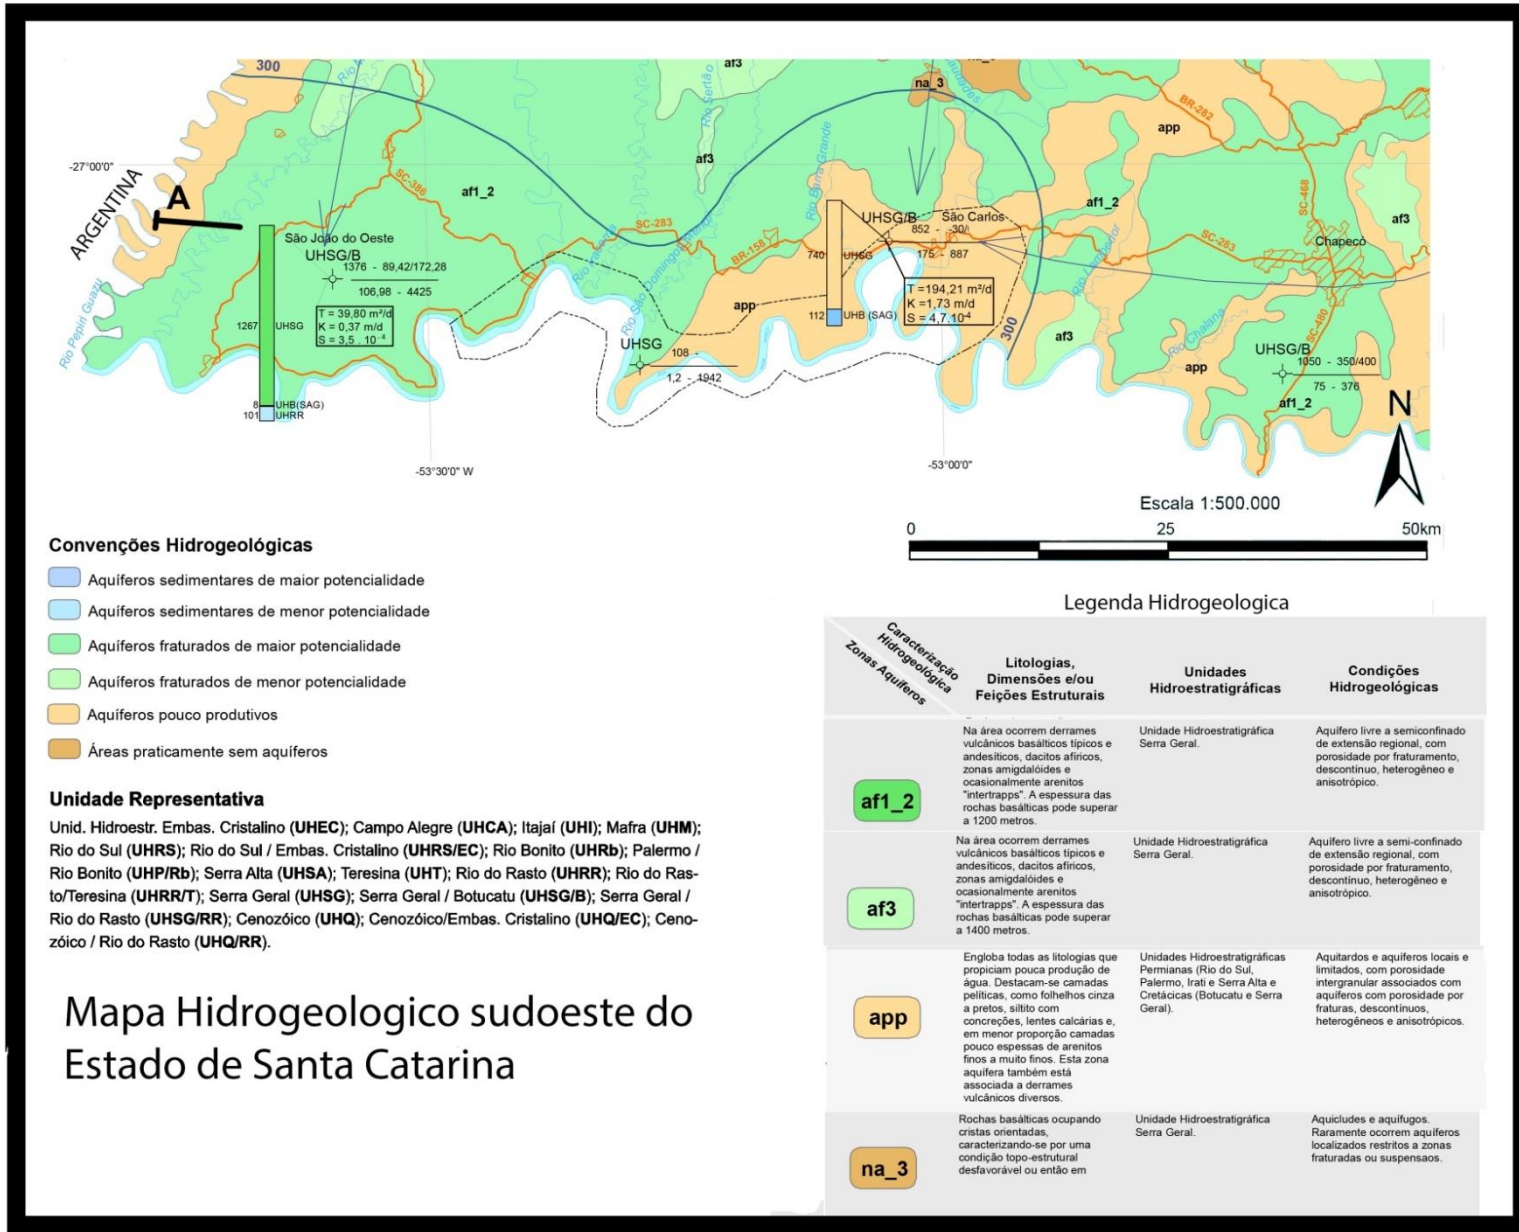 300
af3
na_3
Rio Sertão
BR-282
app
-27°00'0"
ARGENTINA
A
SC-386
af1_2
af3
Rio Barra Grande
SC-468
af1_2
af3
SC-283
BR-158
São João do Oeste
UHSG/B
1376 - 89,42/172,28
106,98 - 4425
T = 39,80 m²/d
K = 0,37 m/d
S = 3,5 . 10⁻⁴
1267 UHSG
8 UHB(SAG)
101 UHRR
Rio Pepiri Guazu
UHSG/B
São Carlos
852 - -30/
175 - 887
740 UHSG
T =194,21 m²/d
K =1,73 m/d
S = 4,7.10⁻⁴
112 UHB (SAG)
app
300
SC-283
Chapecó
af3
Rio Chalana
SC-480
app
UHSG
108 -
1,2 - 1942
UHSG/B
1050 - 350/400
75 - 376
af1_2
N
-53°30'0" W
-53°00'0"
Escala 1:500.000
0 25 50km
Convenções Hidrogeológicas
Aquíferos sedimentares de maior potencialidade
Aquíferos sedimentares de menor potencialidade
Aquíferos fraturados de maior potencialidade
Aquíferos fraturados de menor potencialidade
Aquíferos pouco produtivos
Áreas praticamente sem aquíferos
Unidade Representativa
Unid. Hidroestr. Embas. Cristalino (UHEC); Campo Alegre (UHCA); Itajaí (UHI); Mafra (UHM);
Rio do Sul (UHRS); Rio do Sul / Embas. Cristalino (UHRS/EC); Rio Bonito (UHRb); Palermo /
Rio Bonito (UHP/Rb); Serra Alta (UHSA); Teresina (UHT); Rio do Rasto (UHRR); Rio do Ras-
to/Teresina (UHRR/T); Serra Geral (UHSG); Serra Geral / Botucatu (UHSG/B); Serra Geral /
Rio do Rasto (UHSG/RR); Cenozóico (UHQ); Cenozóico/Embas. Cristalino (UHQ/EC); Ceno-
zóico / Rio do Rasto (UHQ/RR).
Mapa Hidrogeologico sudoeste do
Estado de Santa Catarina
Legenda Hidrogeologica
Caracterização
Hidrogeológica
Zonas Aquíferos
Litologias,
Dimensões e/ou
Feições Estruturais
Unidades
Hidroestratigráficas
Condições
Hidrogeológicas
af1_2
Na área ocorrem derrames
vulcânicos basálticos típicos e
andesíticos, dacitos afíricos,
zonas amigdalóides e
ocasionalmente arenitos
"intertrapps". A espessura das
rochas basálticas pode superar
a 1200 metros.
Unidade Hidroestratigráfica
Serra Geral.
Aquífero livre a semiconfinado
de extensão regional, com
porosidade por fraturamento,
descontínuo, heterogêneo e
anisotrópico.
af3
Na área ocorrem derrames
vulcânicos basálticos típicos e
andesíticos, dacitos afíricos,
zonas amigdalóides e
ocasionalmente arenitos
"intertrapps". A espessura das
rochas basálticas pode superar
a 1400 metros.
Unidade Hidroestratigráfica
Serra Geral.
Aquífero livre a semi-confinado
de extensão regional, com
porosidade por fraturamento,
descontínuo, heterogêneo e
anisotrópico.
app
Engloba todas as litologias que
propiciam pouca produção de
água. Destacam-se camadas
pelíticas, como folhelhos cinza
a pretos, siltito com
concreções, lentes calcárias e,
em menor proporção camadas
pouco espessas de arenitos
finos a muito finos. Esta zona
aquífera também está
associada a derrames
vulcânicos diversos.
Unidades Hidroestratigráficas
Permianas (Rio do Sul,
Palermo, Irati e Serra Alta e
Cretácicas (Botucatu e Serra
Geral).
Aquitardos e aquíferos locais e
limitados, com porosidade
intergranular associados com
aquíferos com porosidade por
fraturas, descontínuos,
heterogêneos e anisotrópicos.
na_3
Rochas basálticas ocupando
cristas orientadas,
caracterizando-se por uma
condição topo-estrutural
desfavorável ou então em
Unidade Hidroestratigráfica
Serra Geral.
Aquicludes e aquífugos.
Raramente ocorrem aquíferos
localizados restritos a zonas
fraturadas ou suspensaos.